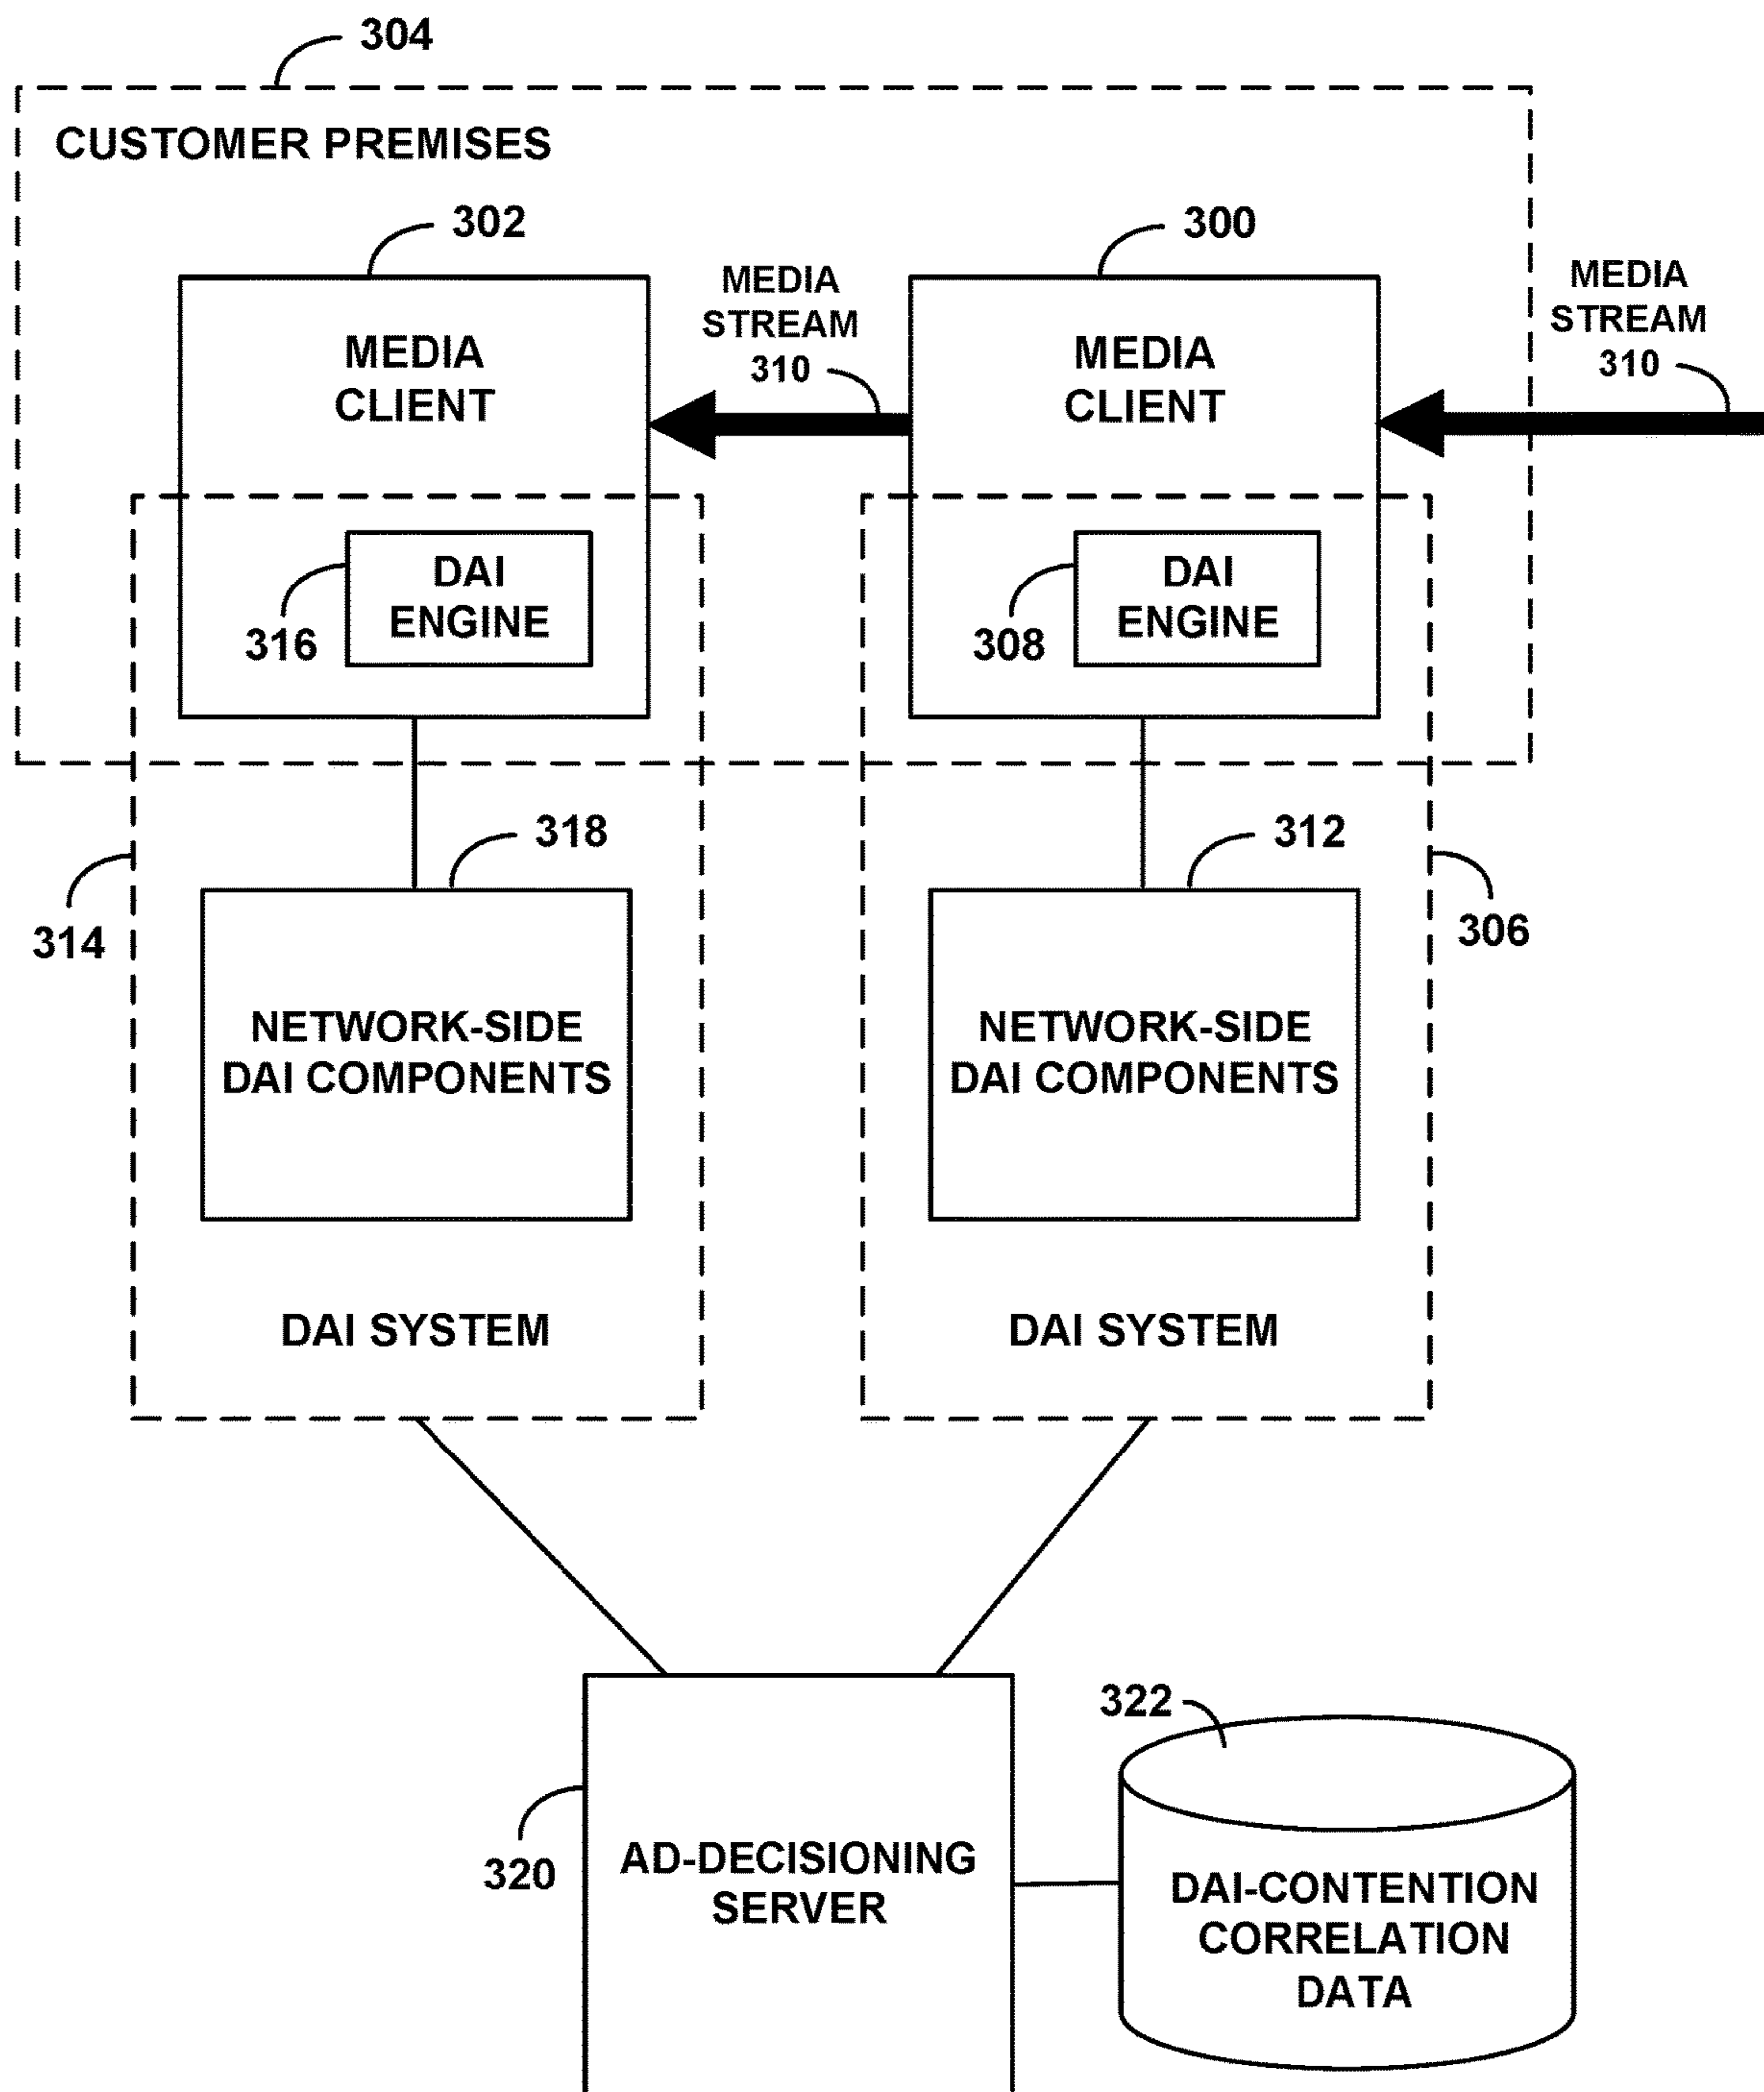 304
CUSTOMER PREMISES
302
300
MEDIA
STREAM
310
MEDIA
STREAM
310
MEDIA
CLIENT
MEDIA
CLIENT
DAI
ENGINE
316
DAI
ENGINE
308
318
312
314
306
NETWORK-SIDE
DAI COMPONENTS
NETWORK-SIDE
DAI COMPONENTS
DAI SYSTEM
DAI SYSTEM
322
320
AD-DECISIONING
SERVER
DAI-CONTENTION
CORRELATION
DATA